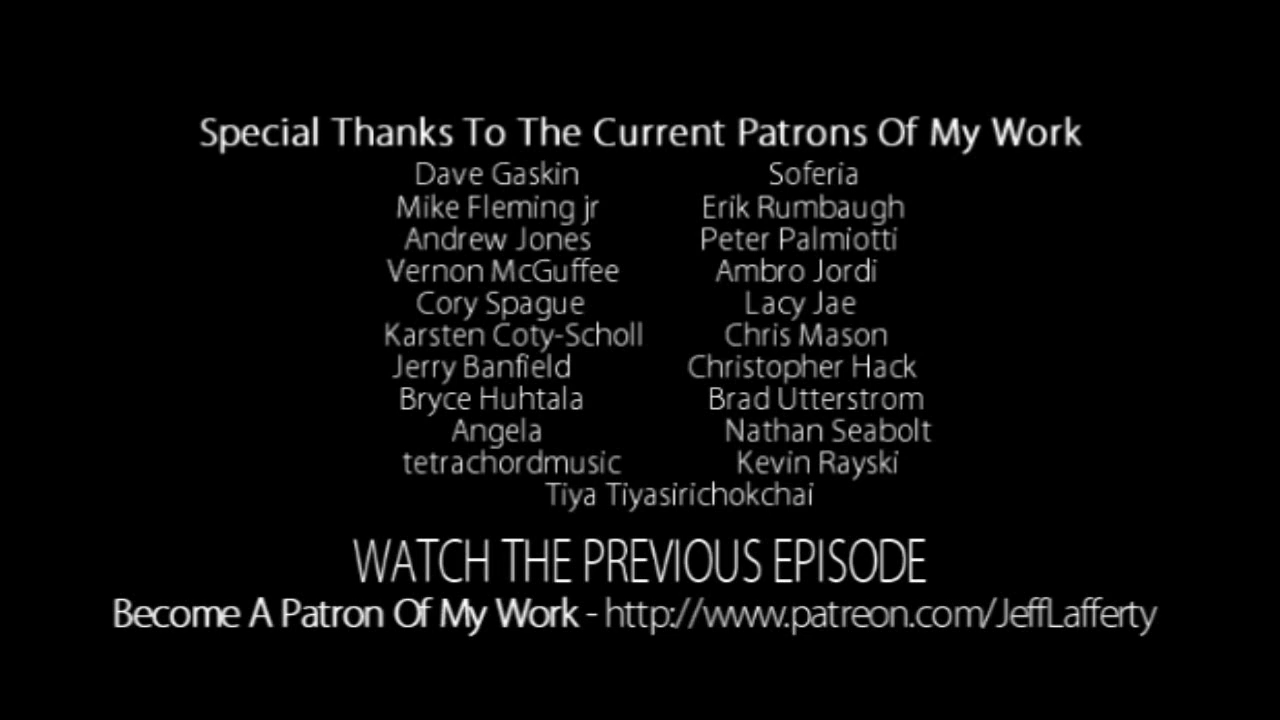 Special Thanks To The Current Patrons Of My Work
Dave Gaskin Soferia
Mike Fleming jr Erik Rumbaugh
Andrew Jones Peter Palmiotti
Vernon McGuffee Ambro Jordi
Cory Spague Lacy Jae
Karsten Coty-Scholl Chris Mason
Jerry Banfield Christopher Hack
Bryce Huhtala Brad Utterstrom
Angela Nathan Seabolt
tetrachordmusic Kevin Rayski
Tiya Tiyasirichokchai
WATCH THE PREVIOUS EPISODE
Become A Patron Of My Work - http://www.patreon.com/JeffLafferty